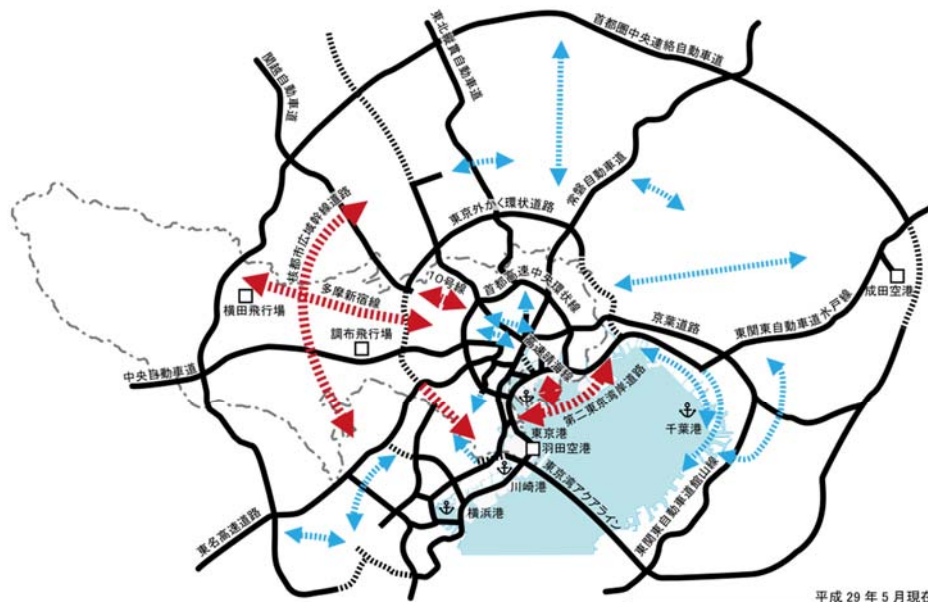 首都圏中央連絡自動車道
東北縦貫自動車道
関越自動車道
常磐自動車道
東京外かく環状道路
核都市広域幹線道路
多摩新宿線
10号線
首都高速中央環状線
横田飛行場
調布飛行場
成田空港
京葉道路
東関東自動車道水戸線
中央自動車道
高速晴海線
第二東京湾岸道路
東京港
羽田空港
千葉港
川崎港
東京湾アクアライン
横浜港
東関東自動車道館山線
東名高速道路
平成29年5月現在